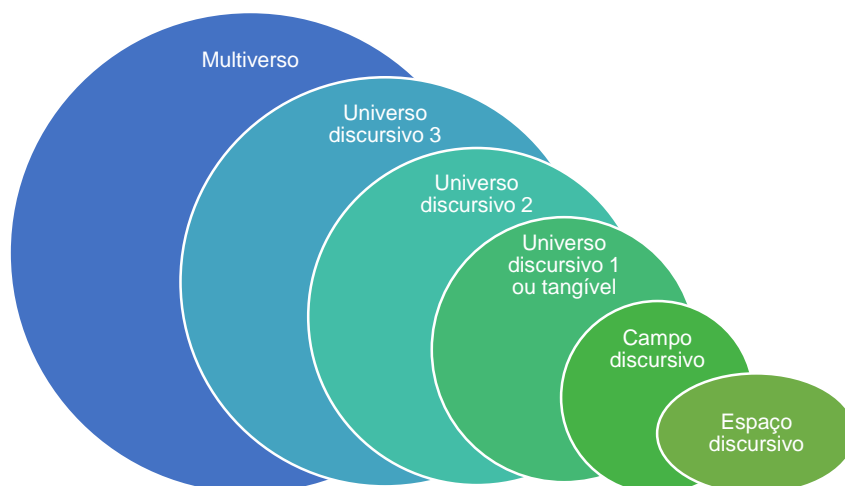 Multiverso
Universo
discursivo 3
Universo
discursivo 2
Universo
discursivo 1
ou tangível
Campo
discursivo
Espaço
discursivo